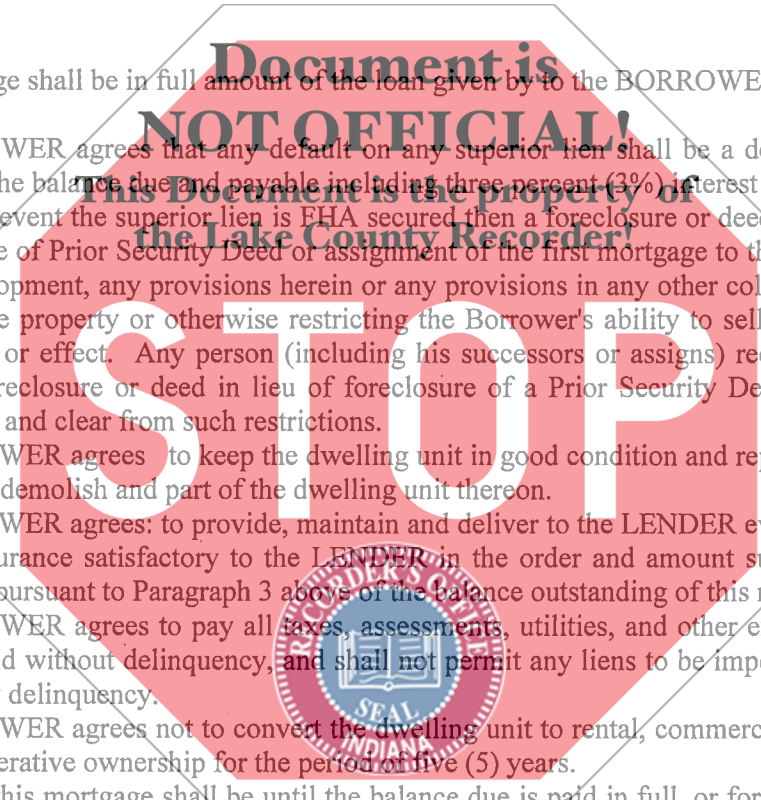 Document is
ge shall be in full amount of the loan given by to the BORROWE
NOT OFFICIAL!
WER agrees that any default on any superior lien shall be a de
he balance due and payable including three percent (3%) interest
This Document is the property of
event the superior lien is FHA secured then a foreclosure or deed
the Lake County Recorder!
e of Prior Security Deed or assignment of the first mortgage to th
opment, any provisions herein or any provisions in any other col
e property or otherwise restricting the Borrower's ability to sell
or effect. Any person (including his successors or assigns) re
reclosure or deed in lieu of foreclosure of a Prior Security De
and clear from such restrictions.
STOP
WER agrees to keep the dwelling unit in good condition and rep
demolish and part of the dwelling unit thereon.
WER agrees: to provide, maintain and deliver to the LENDER ev
urance satisfactory to the LENDER in the order and amount su
pursuant to Paragraph 3 above of the balance outstanding of this m
WER agrees to pay all taxes, assessments, utilities, and other e
d without delinquency, and shall not permit any liens to be impo
delinquency.
RECORDER'S OFFICE
SEAL
INDIANA
WER agrees not to convert the dwelling unit to rental, commerc
erative ownership for the period of five (5) years.
his mortgage shall be until the balance due is paid in full, or for